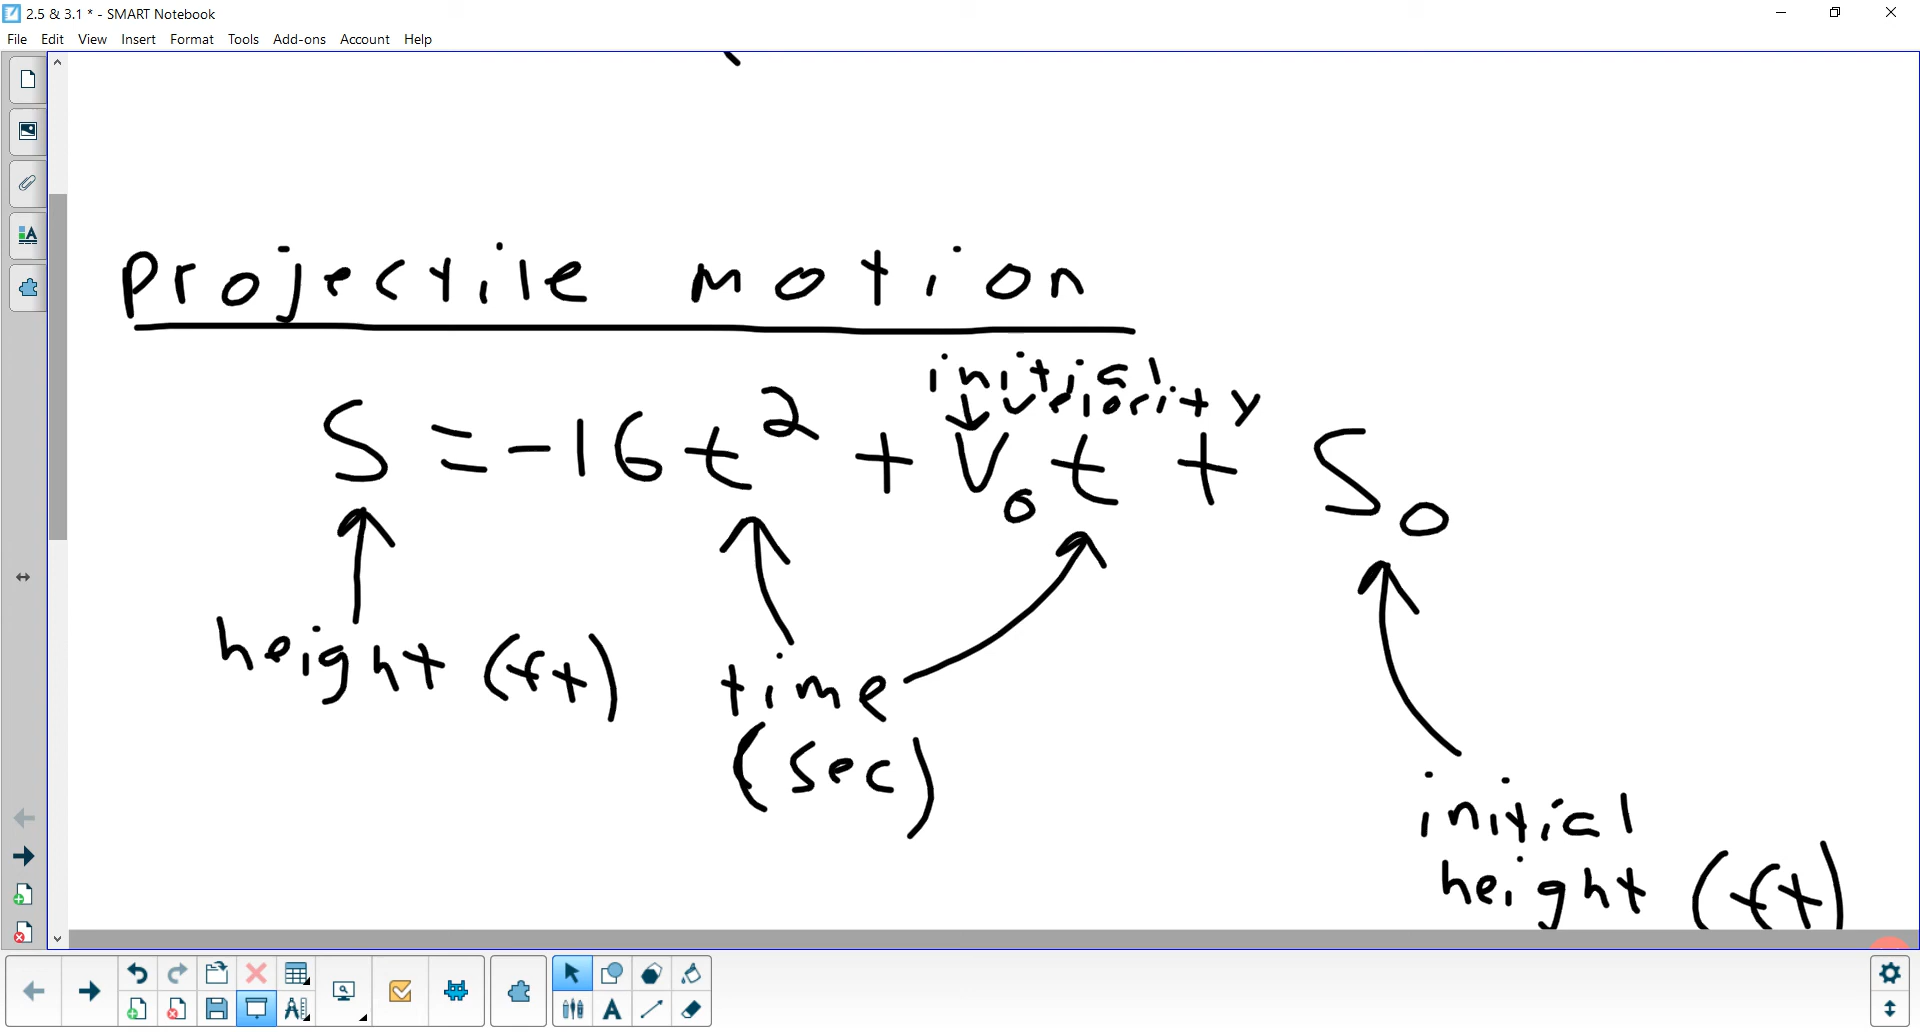 2.5 & 3.1 * - SMART Notebook
File Edit View Insert Format Tools Add-ons Account Help
projectile motion
initial
velocity
S = -16t² + V₀t + S₀
height (ft)
time
(sec)
initial
height (ft)